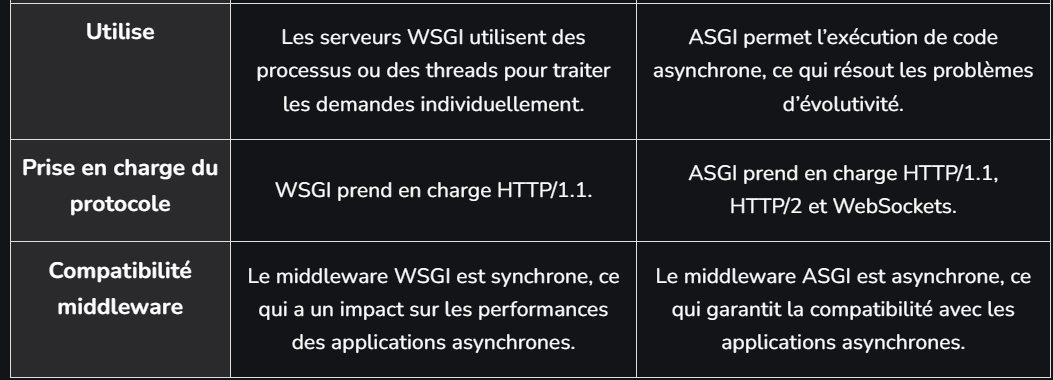 Utilise
Les serveurs WSGI utilisent des
processus ou des threads pour traiter
les demandes individuellement.
ASGI permet l’exécution de code
asynchrone, ce qui résout les problèmes
d’évolutivité.
Prise en charge du
protocole
WSGI prend en charge HTTP/1.1.
ASGI prend en charge HTTP/1.1,
HTTP/2 et WebSockets.
Compatibilité
middleware
Le middleware WSGI est synchrone, ce
qui a un impact sur les performances
des applications asynchrones.
Le middleware ASGI est asynchrone, ce
qui garantit la compatibilité avec les
applications asynchrones.